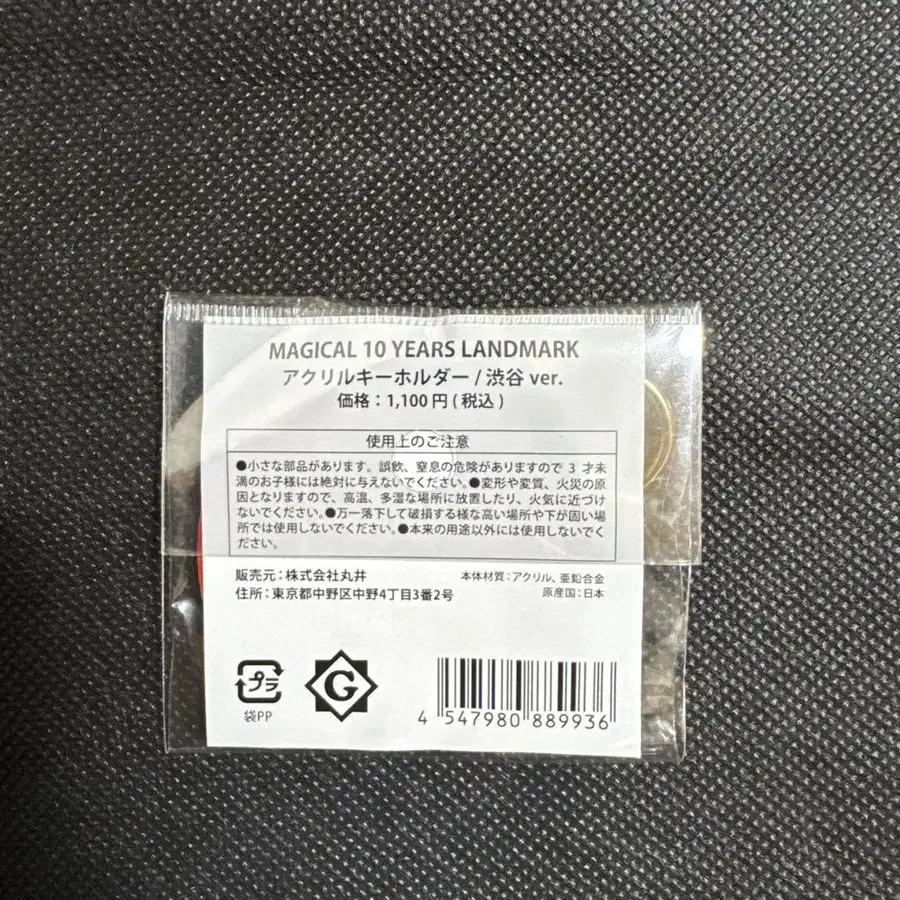 MAGICAL 10 YEARS LANDMARK
アクリルキーホルダー / 渋谷 ver.
価格：1,100 円 ( 税込 )
使用上のご注意
●小さな部品があります。誤飲、窒息の危険がありますので 3 才未
満のお子様には絶対に与えないでください。●変形や変質、火災の原
因となりますので、高温、多湿な場所に放置したり、火気に近づけ
ないでください。●万一落下して破損する様な高い場所や下が固い場
所では使用しないでください。●本来の用途以外には使用しないでく
ださい。
販売元：株式会社丸井
本体材質：アクリル、亜鉛合金
住所：東京都中野区中野4丁目3番2号
原産国：日本
プラ
袋PP
G
4 547980 889936